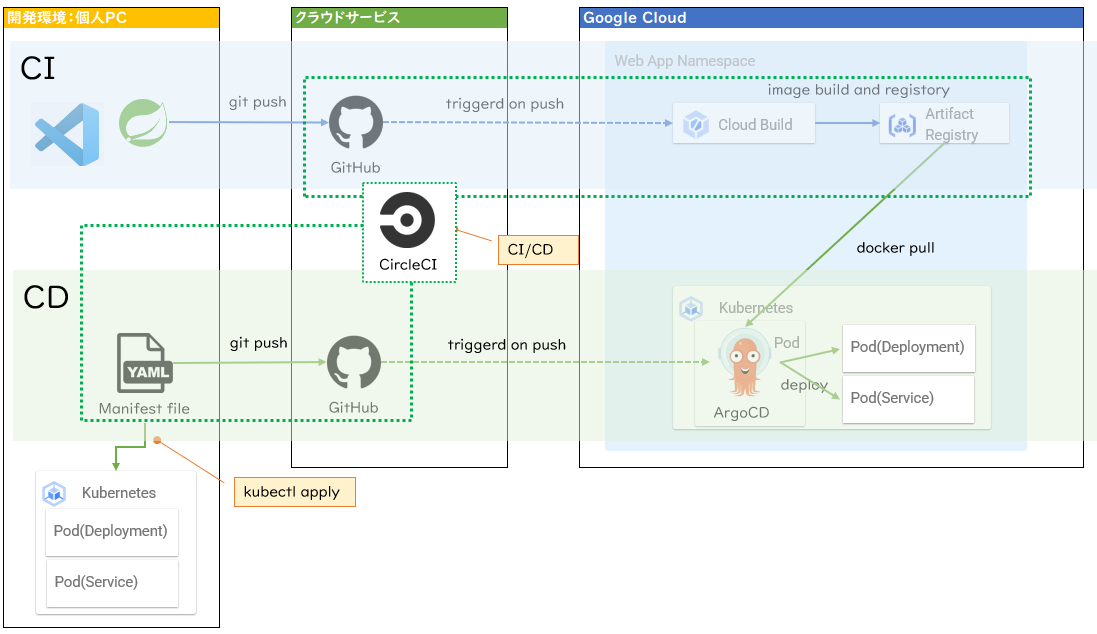 開発環境：個人PC
クラウドサービス
Google Cloud
CI
Web App Namespace
git push
triggerd on push
image build and registory
Cloud Build
Artifact
Registry
GitHub
CircleCI
CI/CD
docker pull
CD
Kubernetes
git push
triggerd on push
Pod
Pod(Deployment)
YAML
deploy
Pod(Service)
Manifest file
GitHub
ArgoCD
kubectl apply
Kubernetes
Pod(Deployment)
Pod(Service)